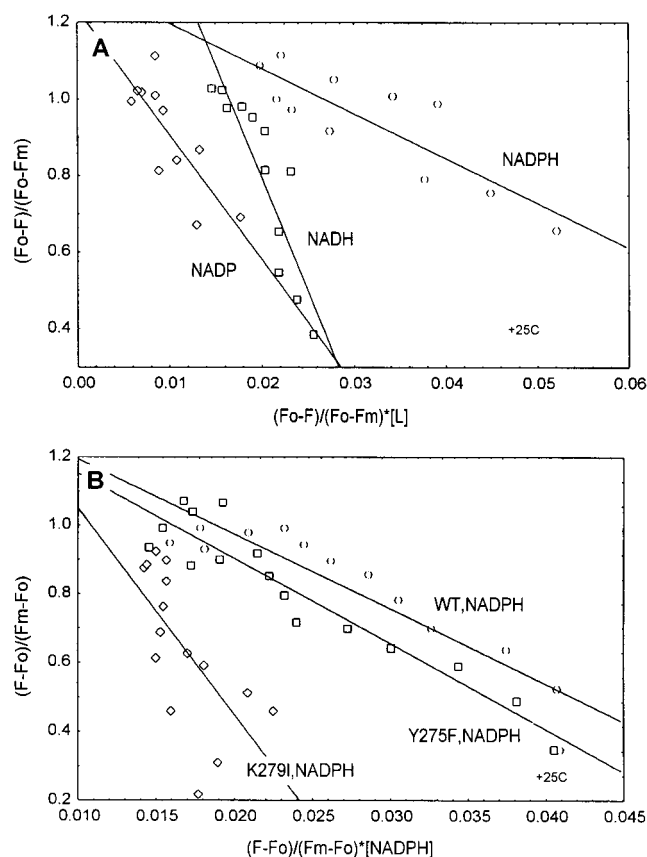 A
1.2
1.0
0.8
0.6
0.4
(Fo-F)/(Fo-Fm)
NADPH
NADH
NADP
+25C
0.00
0.01
0.02
0.03
0.04
0.05
0.06
(Fo-F)/(Fo-Fm)*[L]
B
1.2
1.0
0.8
0.6
0.4
0.2
(F-Fo)/(Fm-Fo)
WT,NADPH
Y275F,NADPH
K279I,NADPH
+25C
0.010
0.015
0.020
0.025
0.030
0.035
0.040
0.045
(F-Fo)/(Fm-Fo)*[NADPH]